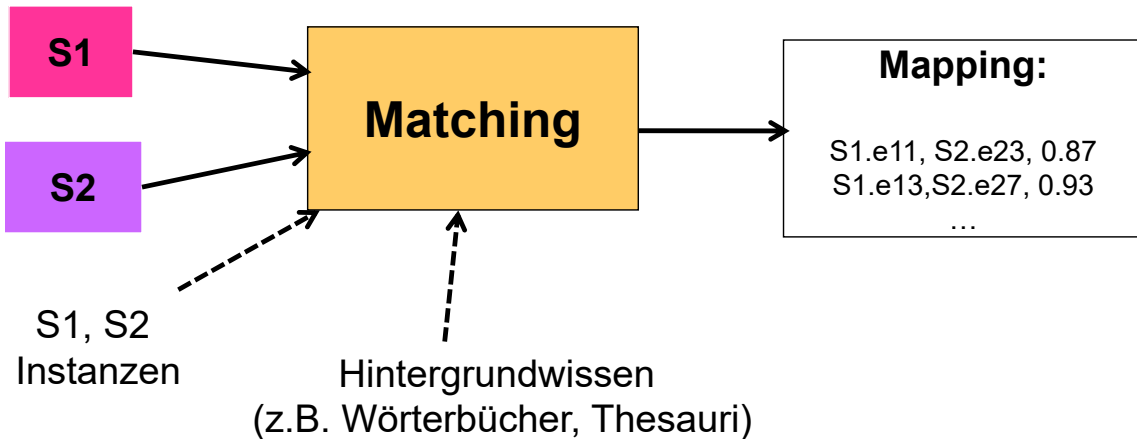 S1
S2
Matching
Mapping:
S1.e11, S2.e23, 0.87
S1.e13,S2.e27, 0.93
…
S1, S2
Instanzen
Hintergrundwissen
(z.B. Wörterbücher, Thesauri)